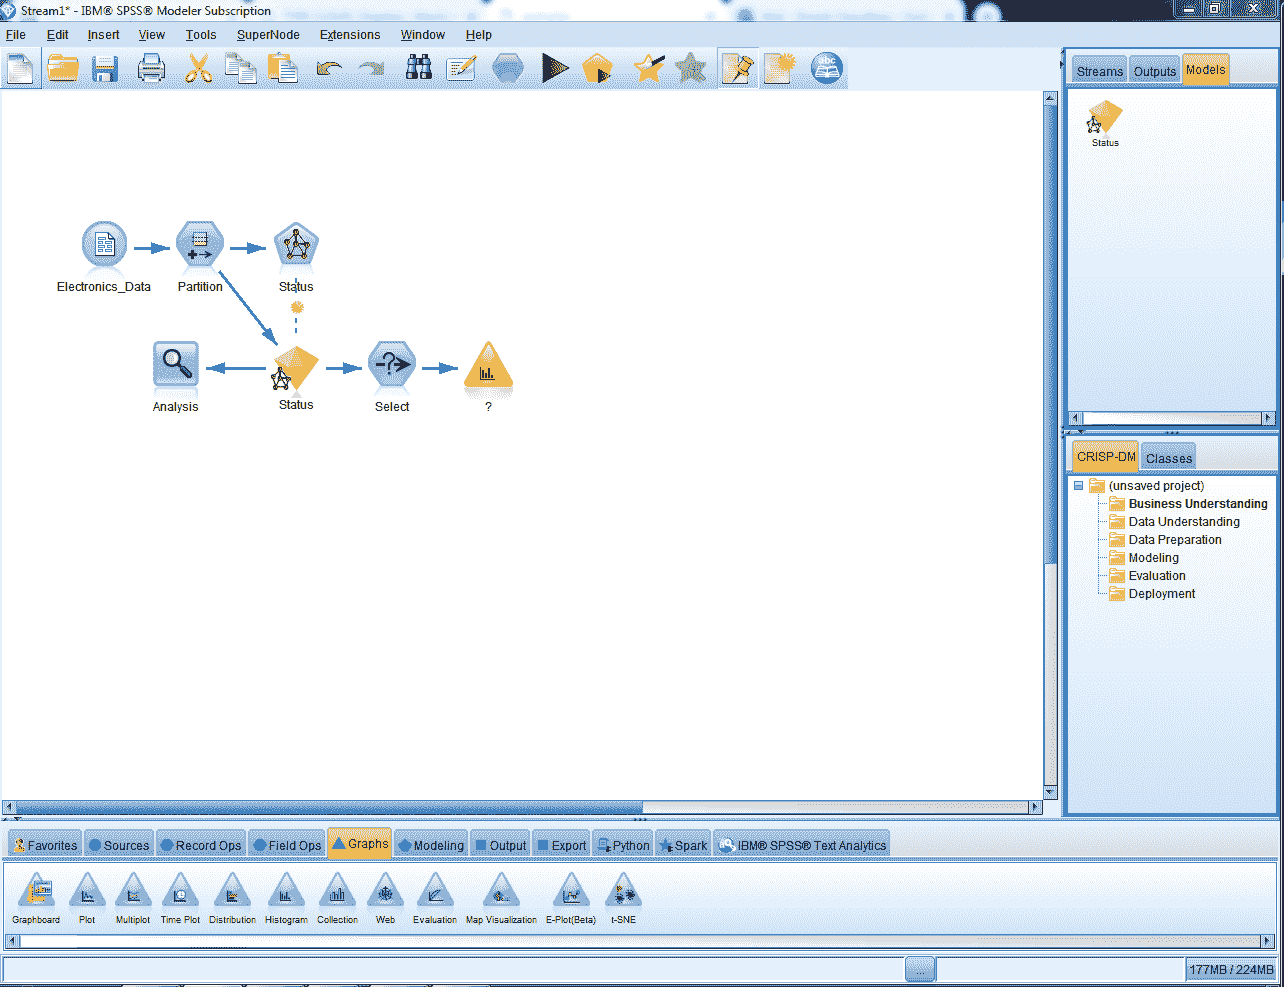 Stream1* - IBM® SPSS® Modeler Subscription
File Edit Insert View Tools SuperNode Extensions Window Help
abc
Streams Outputs Models
Status
Electronics_Data Partition Status
Analysis Status Select ?
CRISP-DM Classes
(unsaved project)
Business Understanding
Data Understanding
Data Preparation
Modeling
Evaluation
Deployment
Favorites Sources Record Ops Field Ops Graphs Modeling Output Export Python Spark IBM® SPSS® Text Analytics
Graphboard Plot Multiplot Time Plot Distribution Histogram Collection Web Evaluation Map Visualization E-Plot(Beta) t-SNE
...
177MB / 224MB